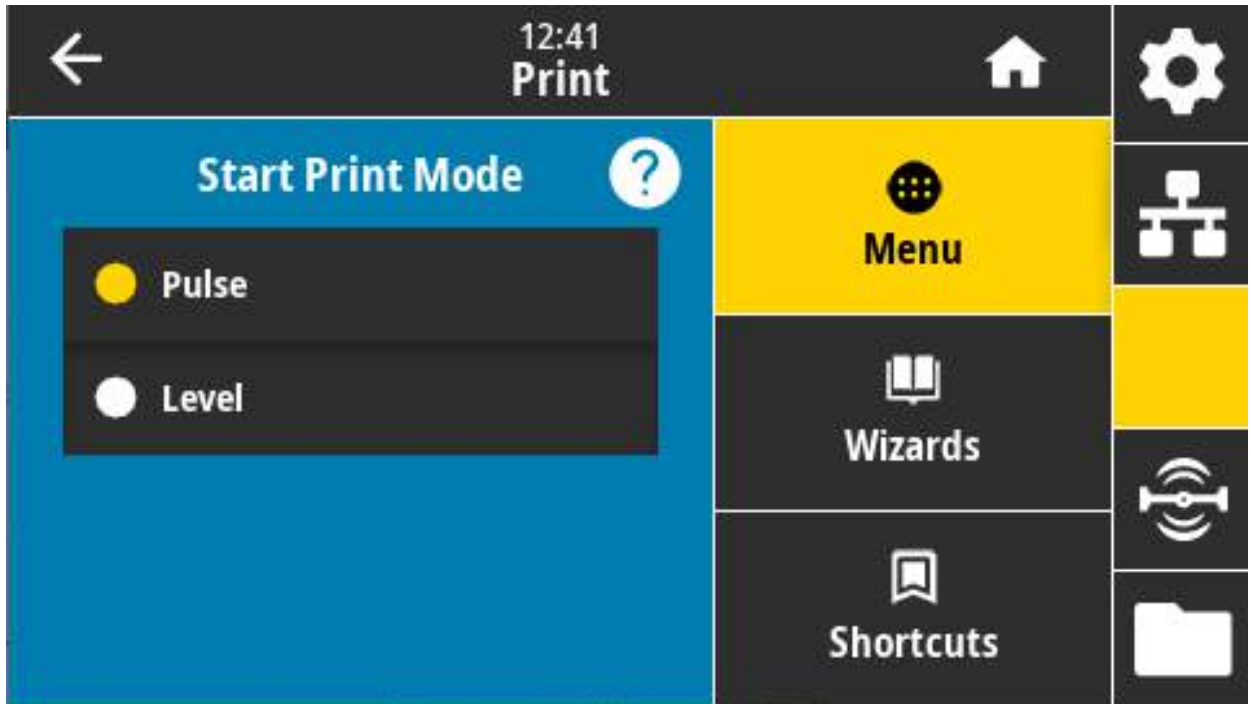 12:41
Print
Start Print Mode
?
Pulse
Level
Menu
Wizards
Shortcuts